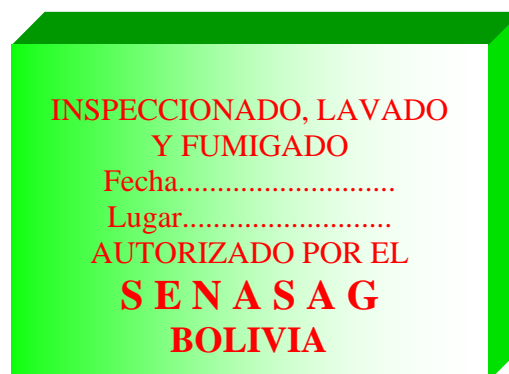 INSPECCIONADO, LAVADO
Y FUMIGADO
Fecha............................
Lugar...........................
AUTORIZADO POR EL
S E N A S A G
BOLIVIA